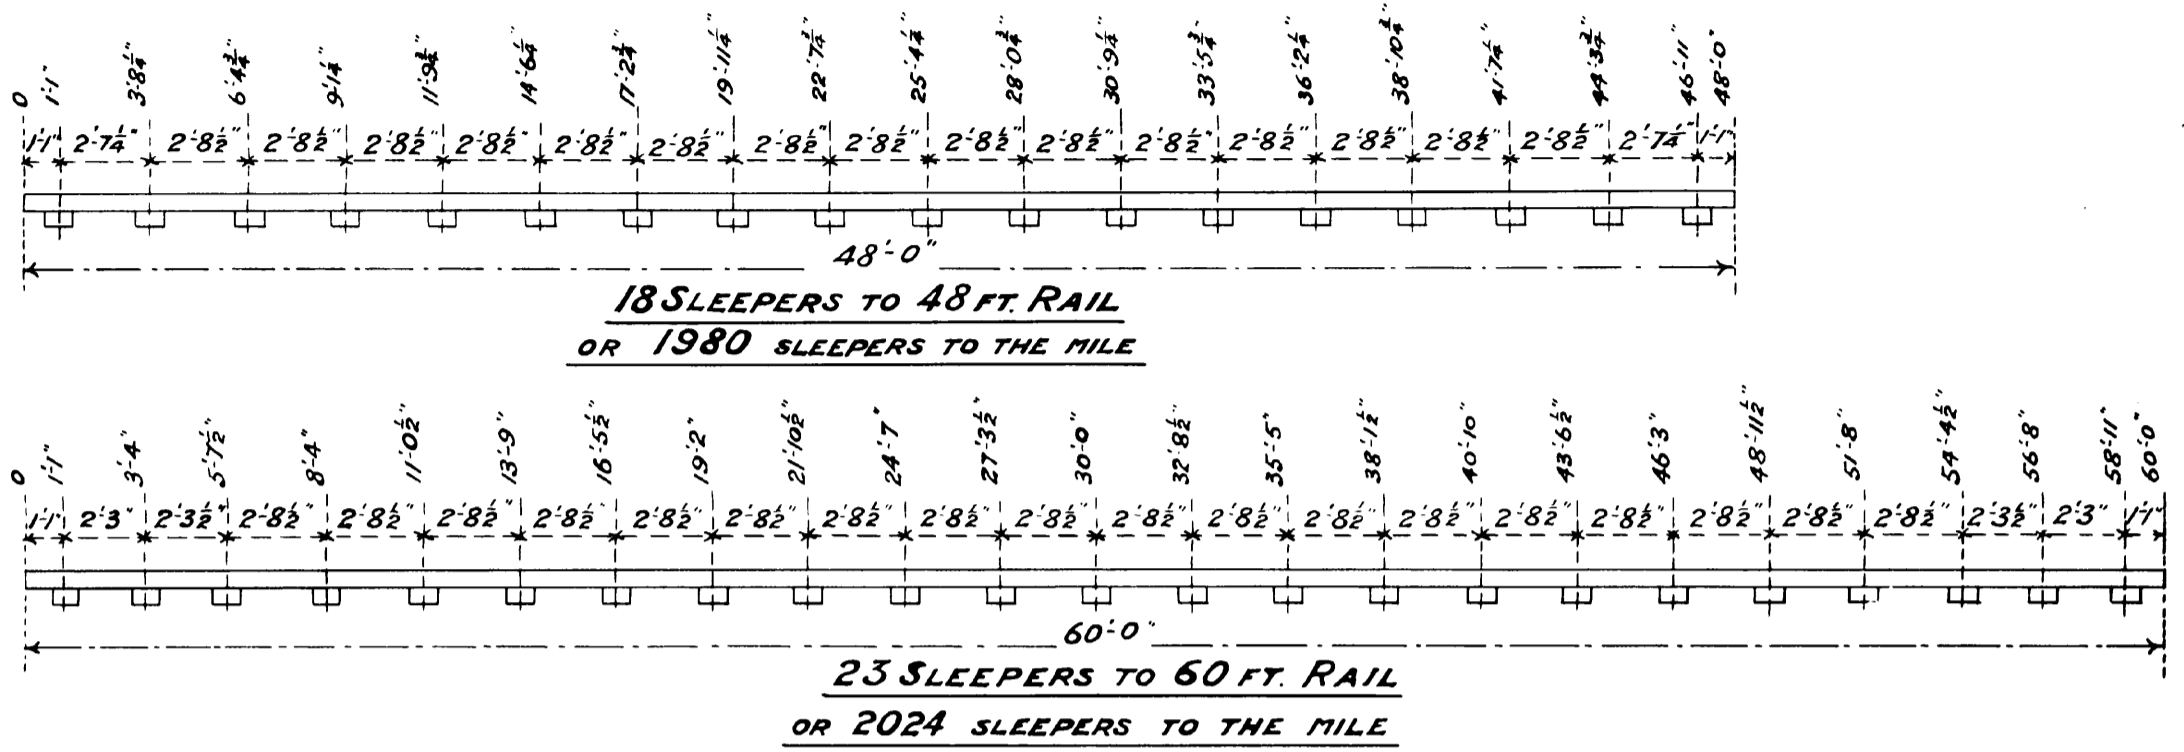 0 1'-1" 3'-8¼" 6'-4¾" 9'-1¼" 11'-9¾" 14'-6¼" 17'-2¾" 19'-11¼" 22'-7¾" 25'-4¼" 28'-0¾" 30'-9¼" 33'-5¾" 36'-2¼" 38'-10¾" 41'-7¼" 44'-3¾" 46'-11" 48'-0"
1'-1" 2'-7¼" 2'-8½" 2'-8½" 2'-8½" 2'-8½" 2'-8½" 2'-8½" 2'-8½" 2'-8½" 2'-8½" 2'-8½" 2'-8½" 2'-8½" 2'-8½" 2'-8½" 2'-8½" 2'-7¼" 1'-1"
48'-0"
18 SLEEPERS TO 48 FT. RAIL
OR 1980 SLEEPERS TO THE MILE
0 1'-1" 3'-4" 5'-7½" 8'-4" 11'-0½" 13'-9" 16'-5½" 19'-2" 21'-10½" 24'-7" 27'-3½" 30'-0" 32'-8½" 35'-5" 38'-1½" 40'-10" 43'-6½" 46'-3" 48'-11½" 51'-8" 54'-4½" 56'-8" 58'-11" 60'-0"
1'-1" 2'-3" 2'-3½" 2'-8½" 2'-8½" 2'-8½" 2'-8½" 2'-8½" 2'-8½" 2'-8½" 2'-8½" 2'-8½" 2'-8½" 2'-8½" 2'-8½" 2'-8½" 2'-8½" 2'-8½" 2'-8½" 2'-8½" 2'-8½" 2'-3½" 2'-3" 1'-1"
60'-0"
23 SLEEPERS TO 60 FT. RAIL
OR 2024 SLEEPERS TO THE MILE